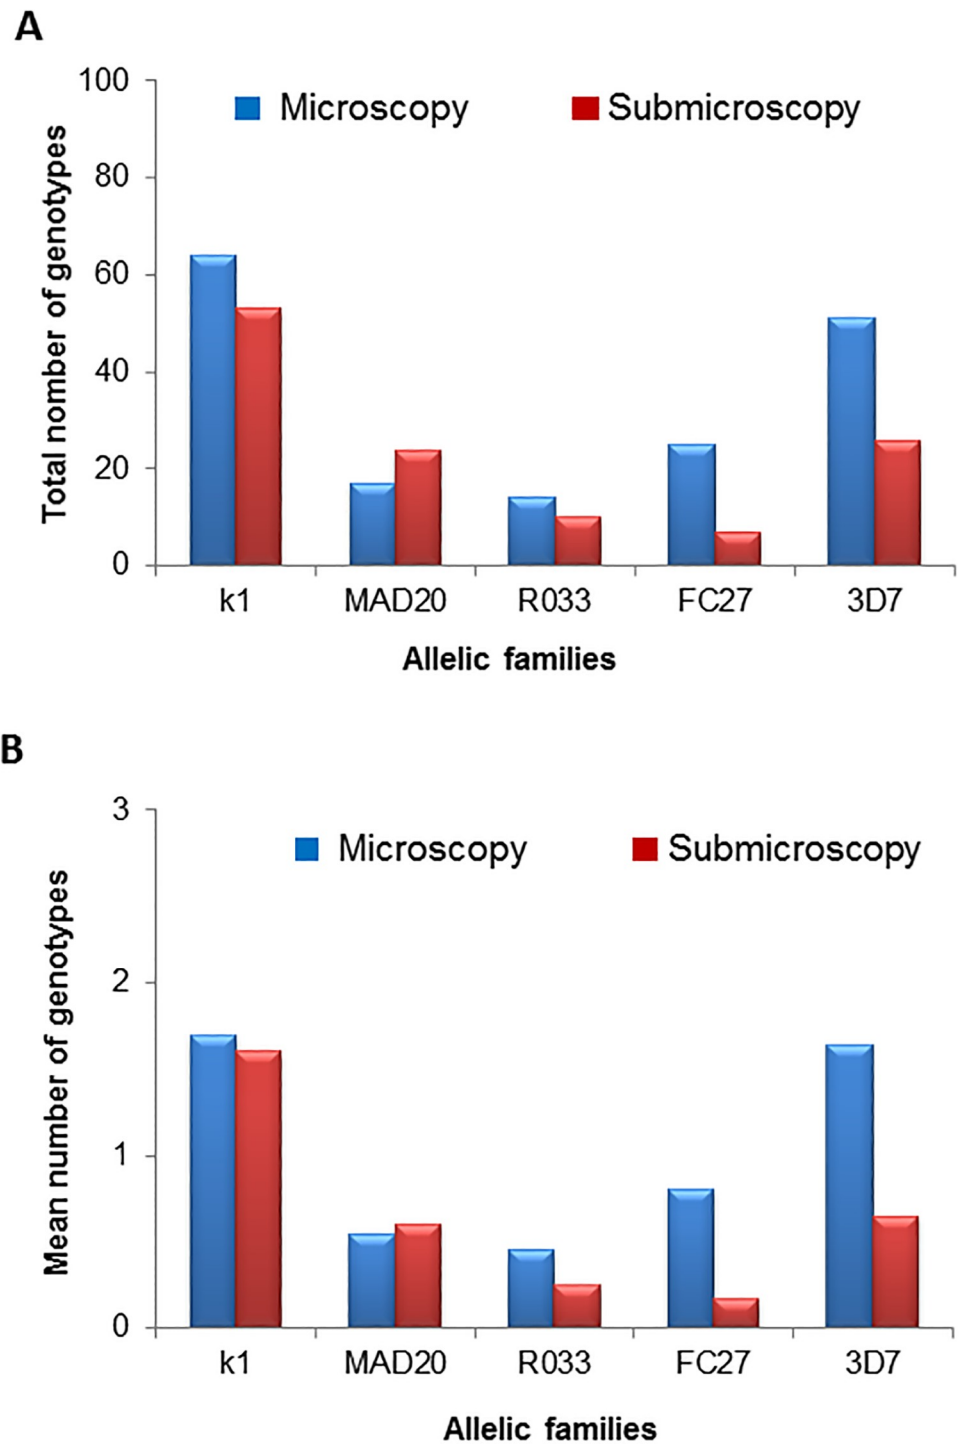 A
100
80
60
40
20
0
Total nomber of genotypes
Microscopy Submicroscopy
k1 MAD20 R033 FC27 3D7
Allelic families
B
3
2
1
0
Mean number of genotypes
Microscopy Submicroscopy
k1 MAD20 R033 FC27 3D7
Allelic families